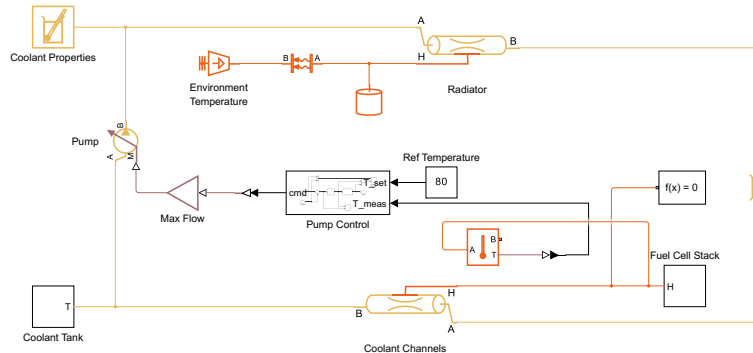 A
Coolant Properties
B
A
H
B
Environment
Temperature
Radiator
B
Pump
A
M
Ref Temperature
80
f(x) = 0
cmd
T_set
T_meas
Max Flow
Pump Control
A
B
T
Fuel Cell Stack
H
H
T
B
A
Coolant Tank
Coolant Channels